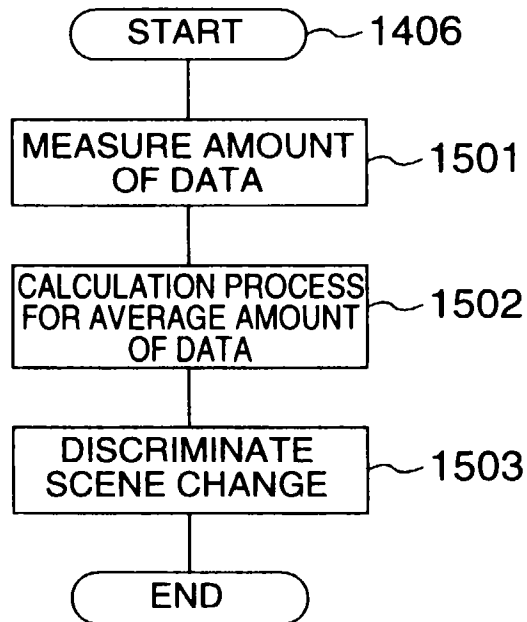 START
1406
MEASURE AMOUNT
OF DATA
1501
CALCULATION PROCESS
FOR AVERAGE AMOUNT
OF DATA
1502
DISCRIMINATE
SCENE CHANGE
1503
END